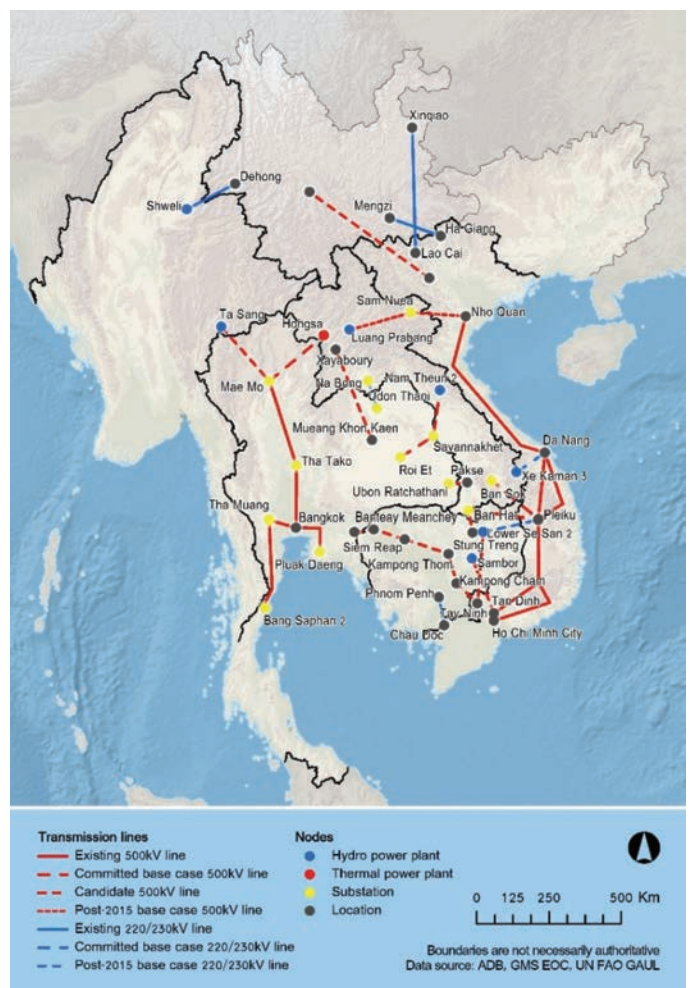 Xinqiao
Dehong
Shweli
Mengzi
Ha Giang
Lao Cai
Sam Nuea
Ta Sang
Nho Quan
Hongsa
Luang Prabang
Xayaboury
Mae Mo
Na Bong
Nam Theun 2
Udon Thani
Mueang Khon Kaen
Savannakhet
Da Nang
Tha Tako
Roi Et
Pakse
Xe Kaman 3
Ubon Ratchathani
Ban Sok
Tha Muang
Bangkok
Banteay Meanchey
Ban Hat
Pleiku
Lower Se San 2
Siem Reap
Stung Treng
Pluak Daeng
Kampong Thom
Sambor
Kampong Cham
Phnom Penh
Tan Dinh
Tay Ninh
Bang Saphan 2
Chau Doc
Ho Chi Minh City
Transmission lines
Existing 500kV line
Committed base case 500kV line
Candidate 500kV line
Post-2015 base case 500kV line
Existing 220/230kV line
Committed base case 220/230kV line
Post-2015 base case 220/230kV line
Nodes
Hydro power plant
Thermal power plant
Substation
Location
0 125 250 500 Km
Boundaries are not necessarily authoritative
Data source: ADB, GMS EOC, UN FAO GAUL